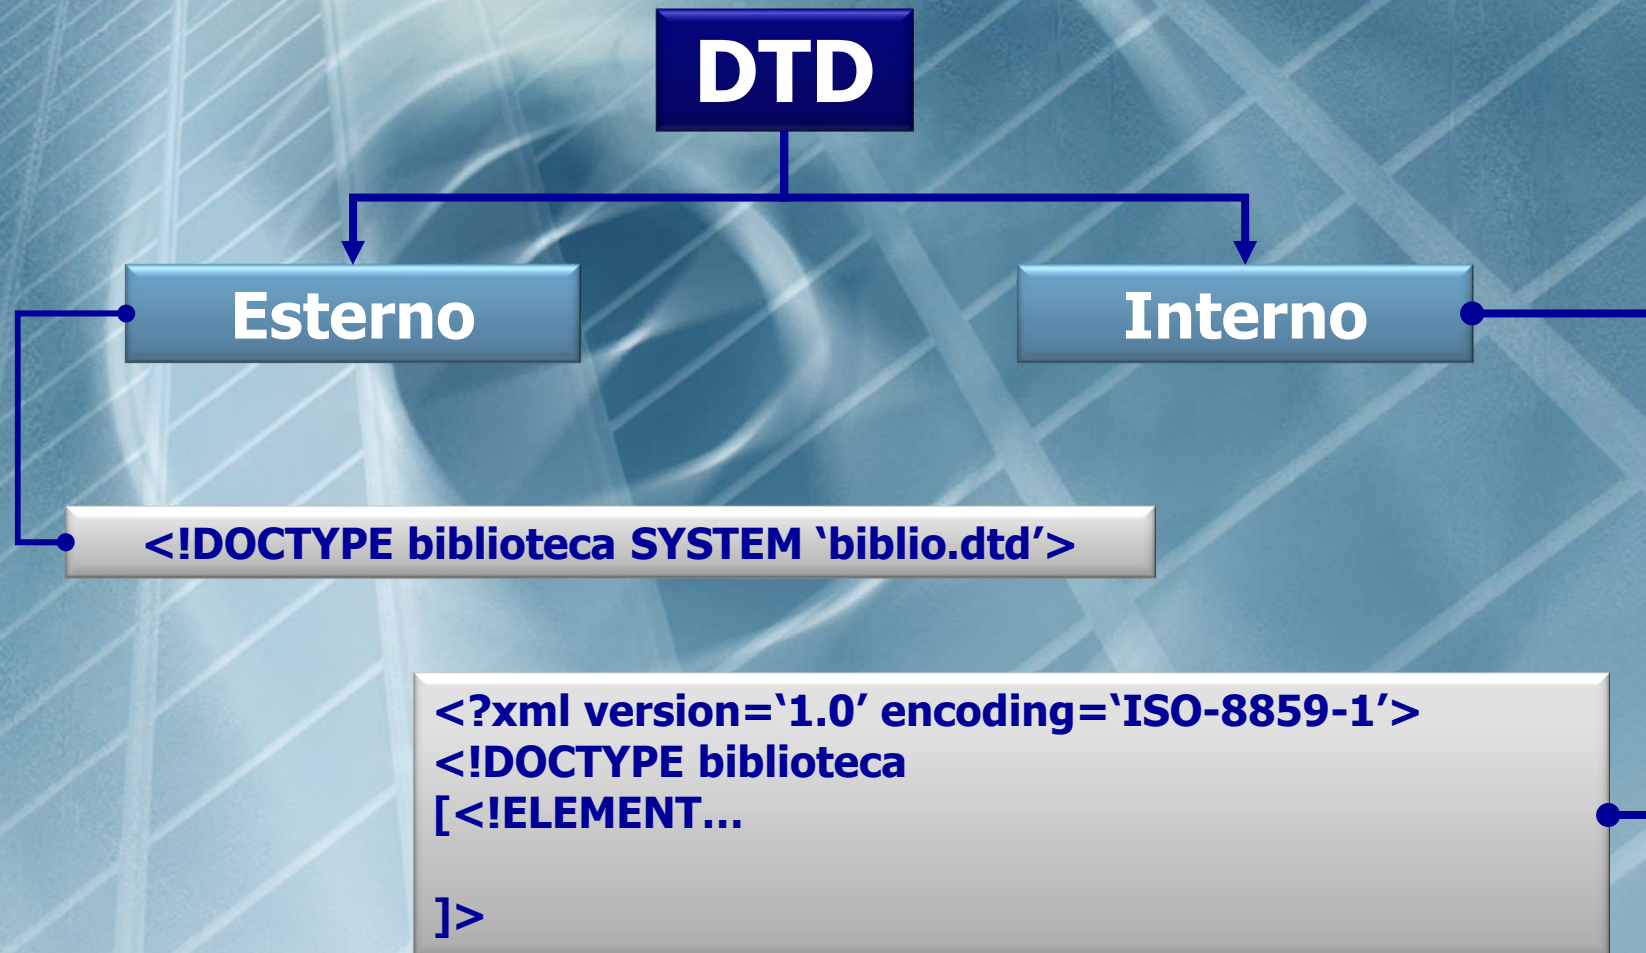 DTD
Esterno
Interno
<!DOCTYPE biblioteca SYSTEM ‘biblio.dtd’>
<?xml version=‘1.0’ encoding=‘ISO-8859-1’>
<!DOCTYPE biblioteca
[<!ELEMENT…
]>